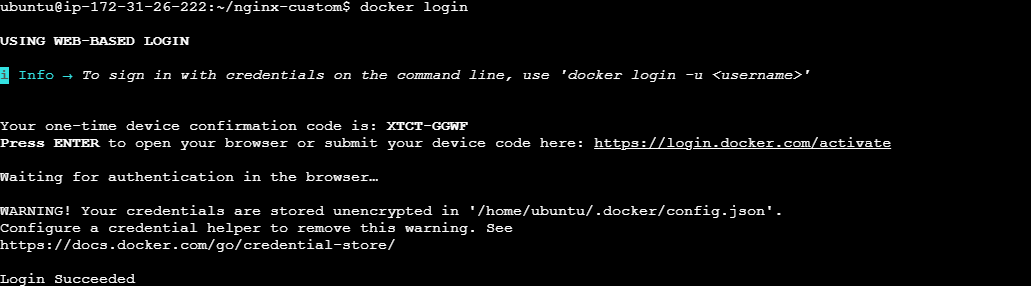 ubuntu@ip-172-31-26-222:~/nginx-custom$ docker login
USING WEB-BASED LOGIN
i Info → To sign in with credentials on the command line, use 'docker login -u <username>'
Your one-time device confirmation code is: XTCT-GGWF
Press ENTER to open your browser or submit your device code here: https://login.docker.com/activate
Waiting for authentication in the browser…
WARNING! Your credentials are stored unencrypted in '/home/ubuntu/.docker/config.json'.
Configure a credential helper to remove this warning. See
https://docs.docker.com/go/credential-store/
Login Succeeded